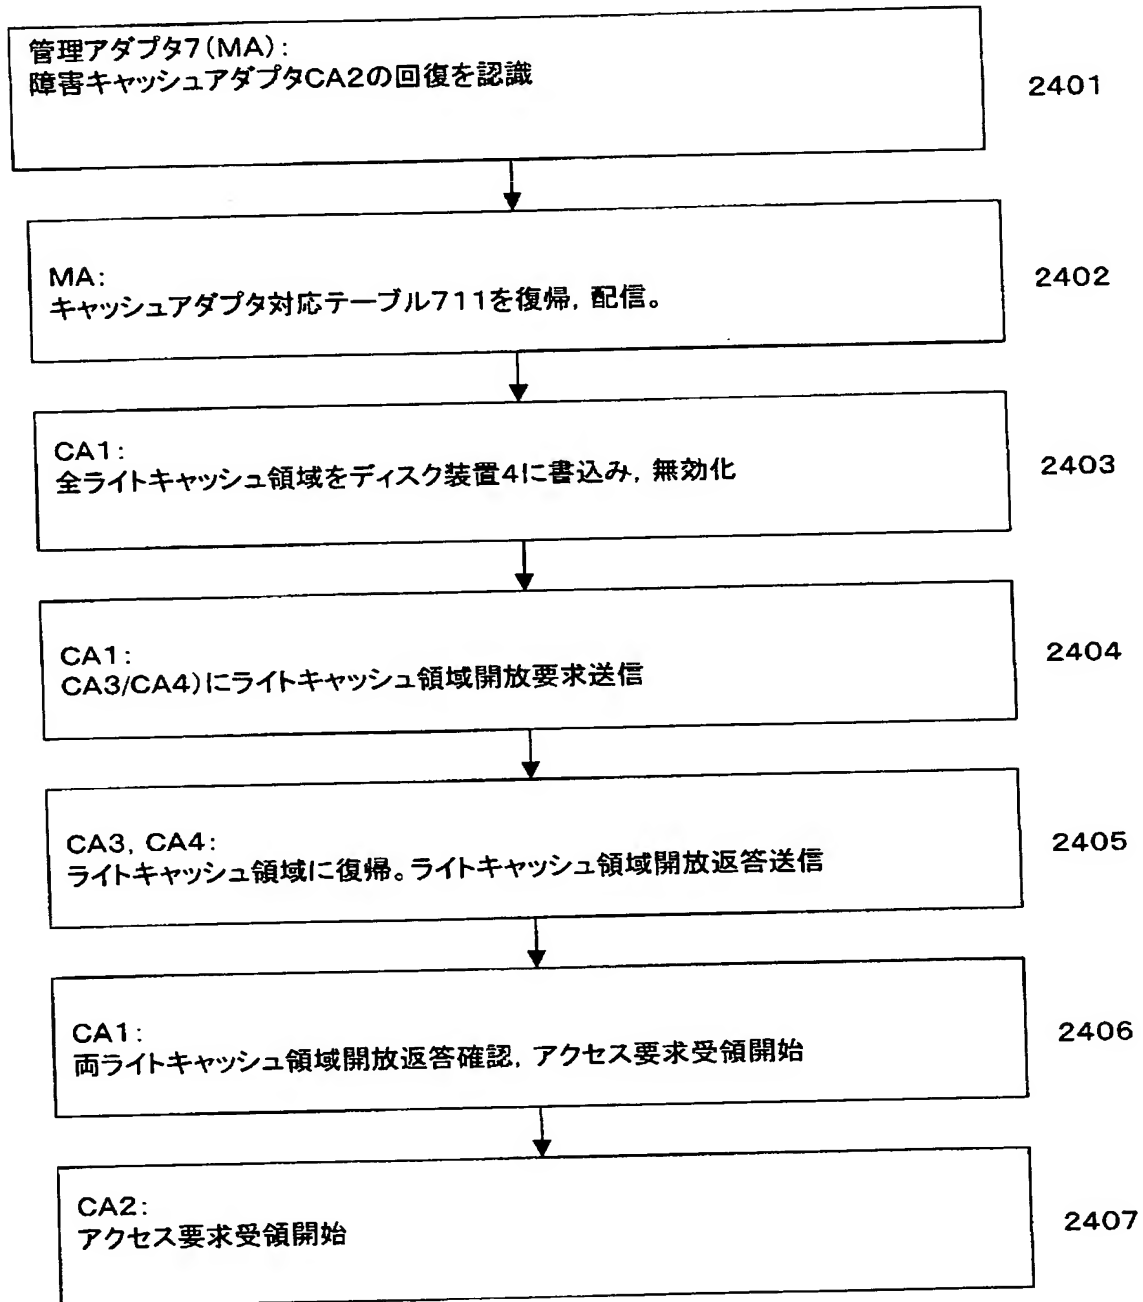 管理アダプタ7(MA):
障害キャッシュアダプタCA2の回復を認識
2401
MA:
キャッシュアダプタ対応テーブル711を復帰, 配信。
2402
CA1:
全ライトキャッシュ領域をディスク装置4に書込み, 無効化
2403
CA1:
CA3/CA4)にライトキャッシュ領域開放要求送信
2404
CA3, CA4:
ライトキャッシュ領域に復帰。ライトキャッシュ領域開放返答送信
2405
CA1:
両ライトキャッシュ領域開放返答確認, アクセス要求受領開始
2406
CA2:
アクセス要求受領開始
2407